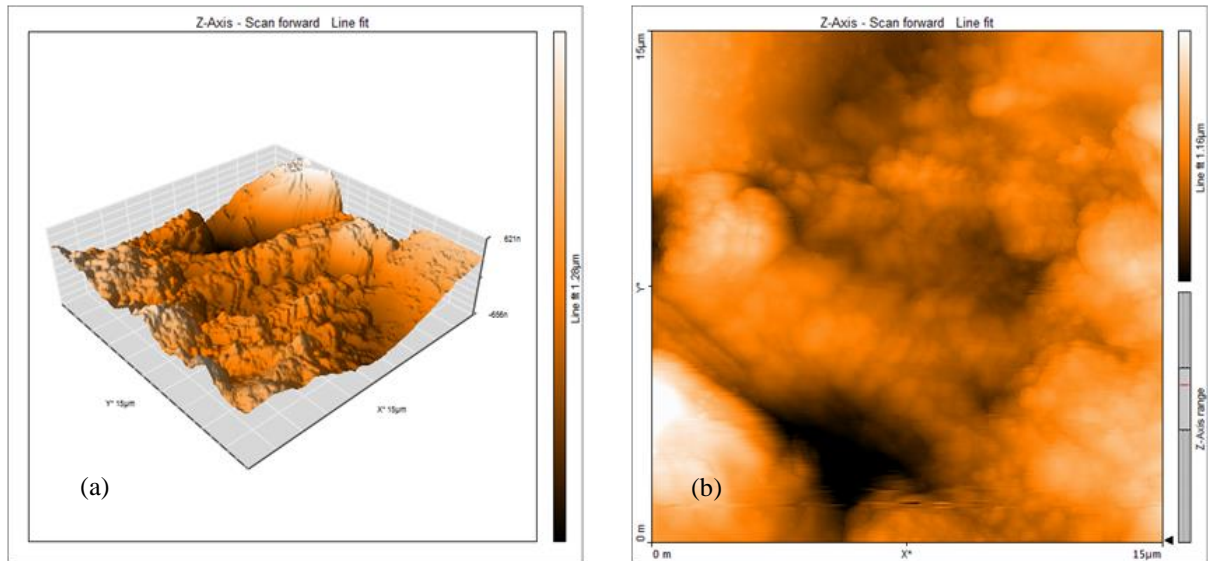 Z-Axis - Scan forward Line fit
621n
-656n
Line fit 1.28µm
Y* 15µm
X* 15µm
(a)
Z-Axis - Scan forward Line fit
15µm
Y*
0 m
0 m
X*
15µm
Line fit 1.16µm
Z-Axis range
(b)